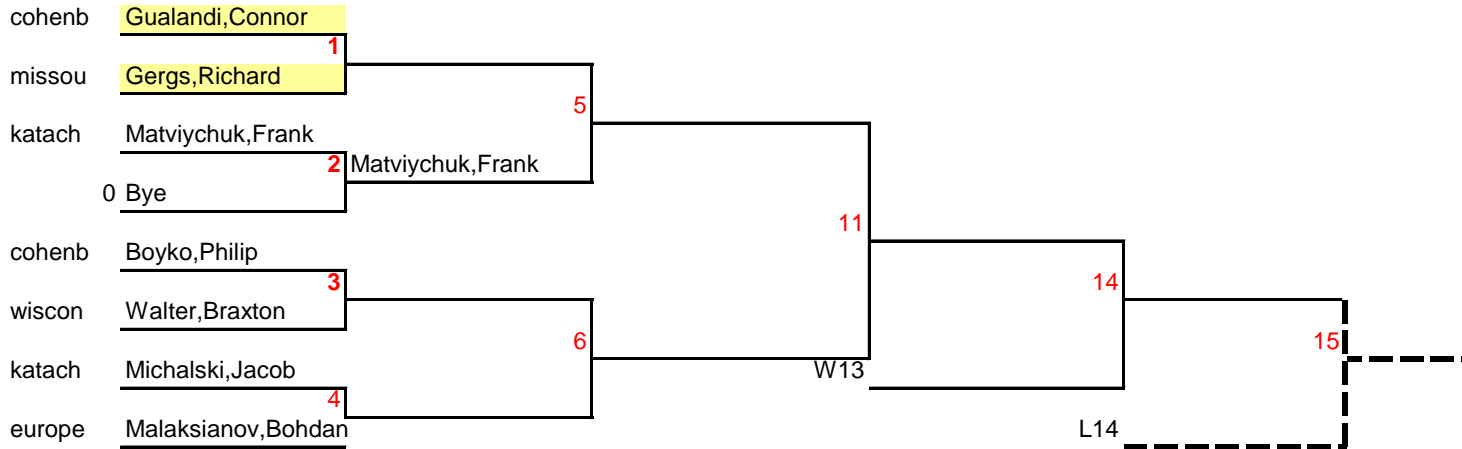 cohenb Gualandi,Connor
1
missou Gergs,Richard
5
katach Matviychuk,Frank
2 Matviychuk,Frank
0 Bye
11
cohenb Boyko,Philip
3
14
wiscon Walter,Braxton
6
15
katach Michalski,Jacob
W13
4
europe Malaksianov,Bohdan
L14